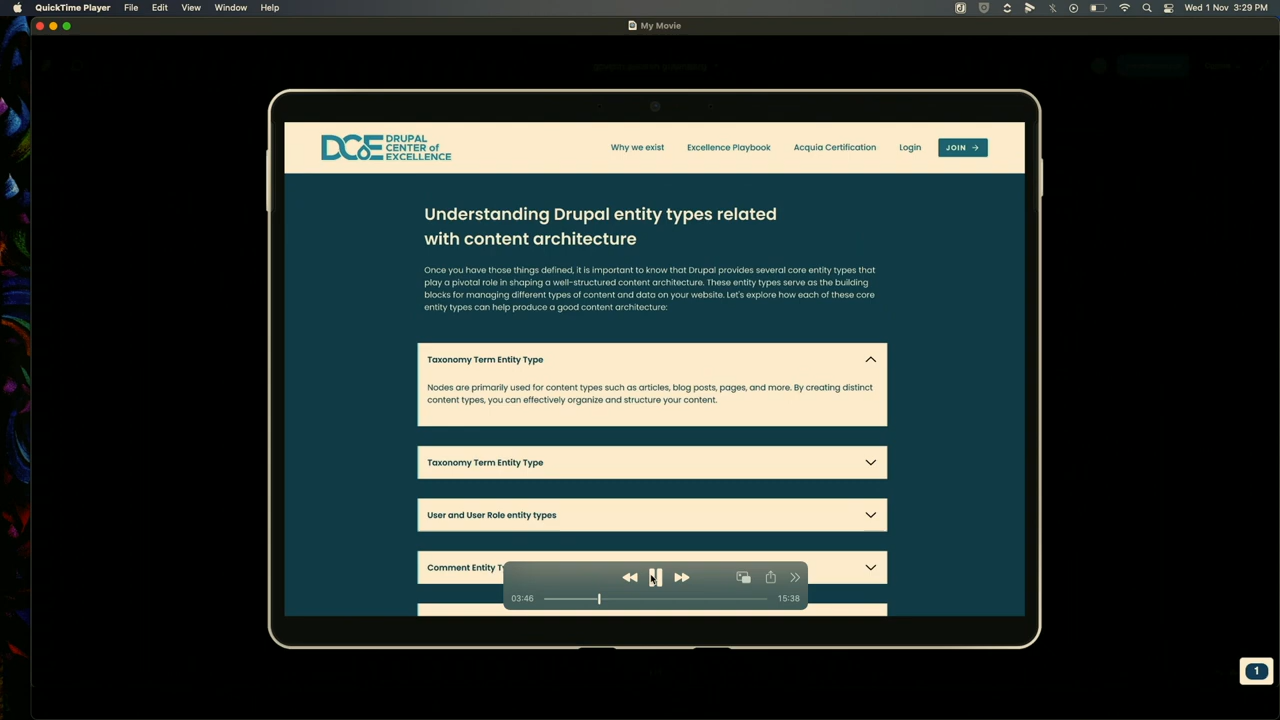 QuickTime Player File Edit View Window Help Wed 1 Nov 3:29 PM
My Movie
DCE DRUPAL CENTER of EXCELLENCE
Why we exist Excellence Playbook Acquia Certification Login JOIN
Understanding Drupal entity types related
with content architecture
Once you have those things defined, it is important to know that Drupal provides several core entity types that
play a pivotal role in shaping a well-structured content architecture. These entity types serve as the building
blocks for managing different types of content and data on your website. Let's explore how each of these core
entity types can help produce a good content architecture:
Taxonomy Term Entity Type
Nodes are primarily used for content types such as articles, blog posts, pages, and more. By creating distinct
content types, you can effectively organize and structure your content.
Taxonomy Term Entity Type
User and User Role entity types
Comment Entity
03:46 15:38
1